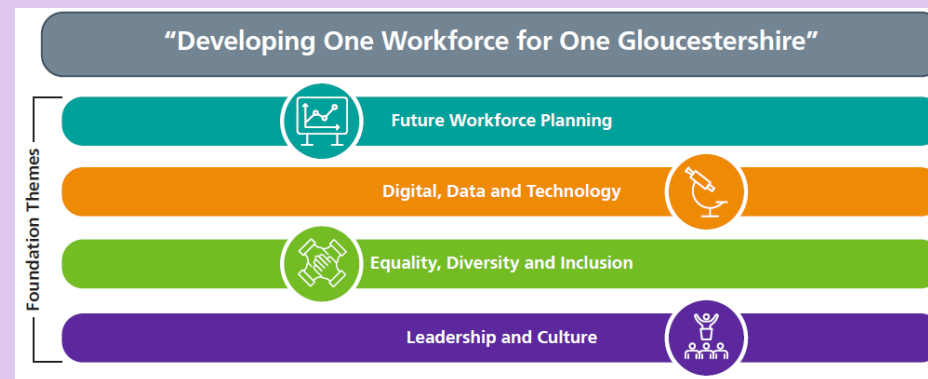 “Developing One Workforce for One Gloucestershire”
Foundation Themes
Future Workforce Planning
Digital, Data and Technology
Equality, Diversity and Inclusion
Leadership and Culture